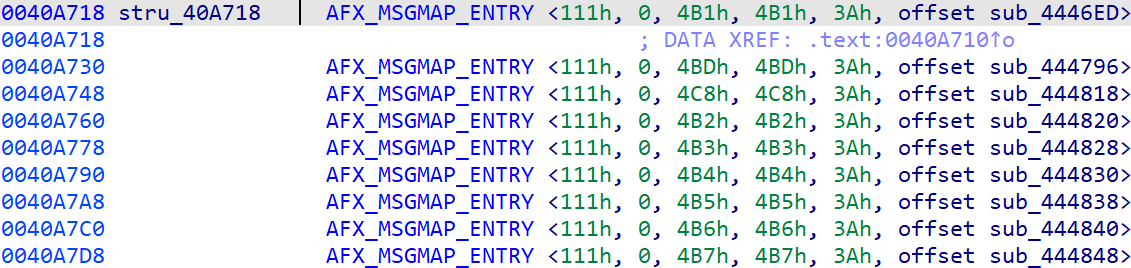 0040A718 stru_40A718 AFX_MSGMAP_ENTRY <111h, 0, 4B1h, 4B1h, 3Ah, offset sub_4446ED>
0040A718 ; DATA XREF: .text:0040A710↑o
0040A730 AFX_MSGMAP_ENTRY <111h, 0, 4BDh, 4BDh, 3Ah, offset sub_444796>
0040A748 AFX_MSGMAP_ENTRY <111h, 0, 4C8h, 4C8h, 3Ah, offset sub_444818>
0040A760 AFX_MSGMAP_ENTRY <111h, 0, 4B2h, 4B2h, 3Ah, offset sub_444820>
0040A778 AFX_MSGMAP_ENTRY <111h, 0, 4B3h, 4B3h, 3Ah, offset sub_444828>
0040A790 AFX_MSGMAP_ENTRY <111h, 0, 4B4h, 4B4h, 3Ah, offset sub_444830>
0040A7A8 AFX_MSGMAP_ENTRY <111h, 0, 4B5h, 4B5h, 3Ah, offset sub_444838>
0040A7C0 AFX_MSGMAP_ENTRY <111h, 0, 4B6h, 4B6h, 3Ah, offset sub_444840>
0040A7D8 AFX_MSGMAP_ENTRY <111h, 0, 4B7h, 4B7h, 3Ah, offset sub_444848>